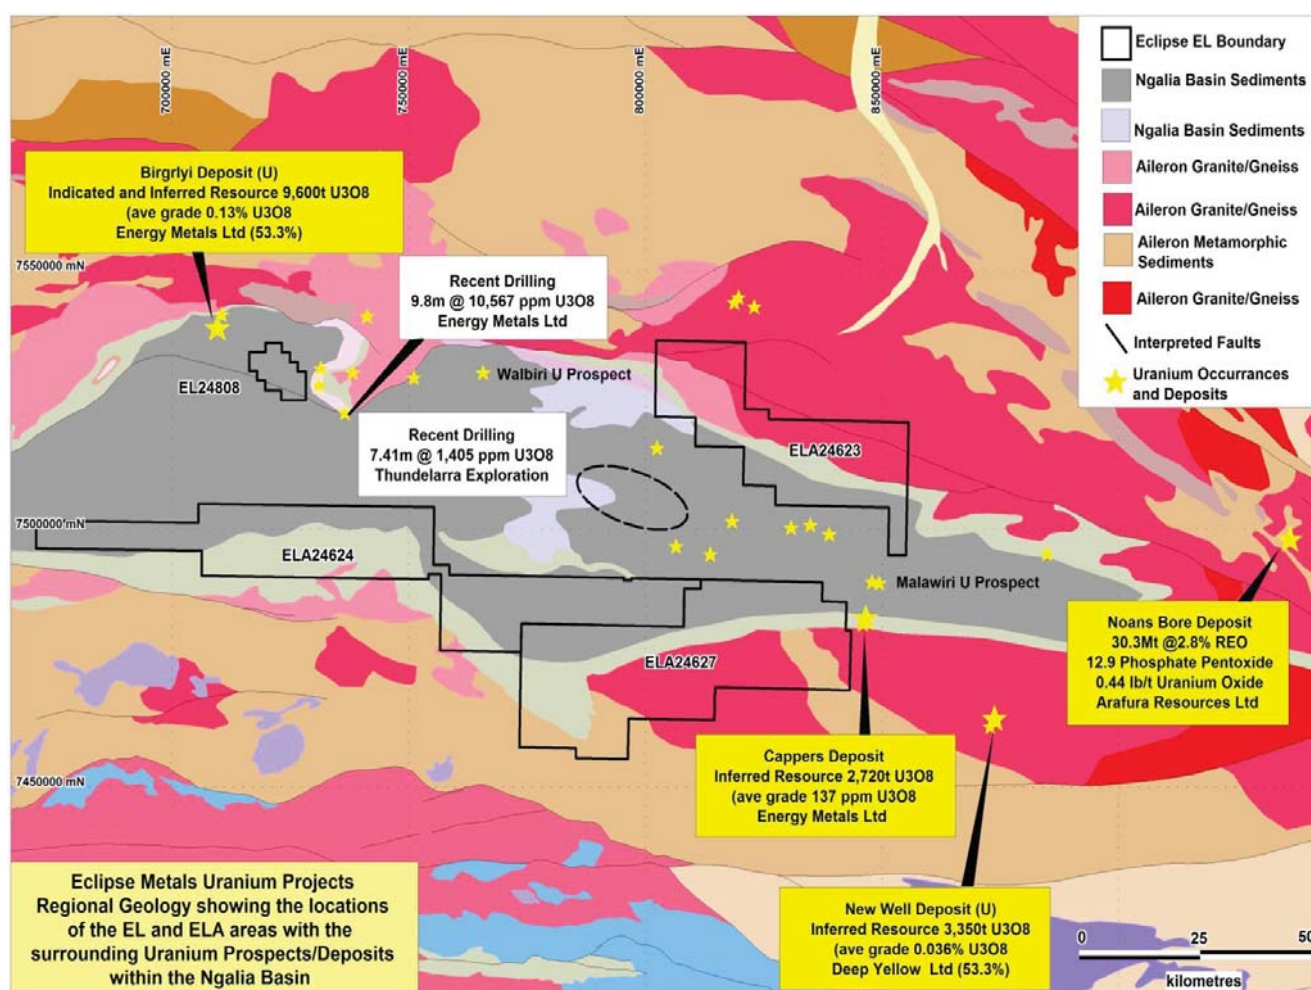 700000 mE
750000 mE
800000 mE
850000 mE
Eclipse EL Boundary
Ngalia Basin Sediments
Ngalia Basin Sediments
Aileron Granite/Gneiss
Aileron Granite/Gneiss
Aileron Metamorphic
Sediments
Aileron Granite/Gneiss
Interpreted Faults
Uranium Occurrances
and Deposits
Birgrlyi Deposit (U)
Indicated and Inferred Resource 9,600t U3O8
(ave grade 0.13% U3O8
Energy Metals Ltd (53.3%)
7550000 mN
Recent Drilling
9.8m @ 10,567 ppm U3O8
Energy Metals Ltd
EL24808
Walbiri U Prospect
Recent Drilling
7.41m @ 1,405 ppm U3O8
Thundelarra Exploration
ELA24623
7500000 mN
ELA24624
Malawiri U Prospect
ELA24627
Noans Bore Deposit
30.3Mt @2.8% REO
12.9 Phosphate Pentoxide
0.44 lb/t Uranium Oxide
Arafura Resources Ltd
7450000 mN
Cappers Deposit
Inferred Resource 2,720t U3O8
(ave grade 137 ppm U3O8
Energy Metals Ltd
New Well Deposit (U)
Inferred Resource 3,350t U3O8
(ave grade 0.036% U3O8
Deep Yellow Ltd (53.3%)
Eclipse Metals Uranium Projects
Regional Geology showing the locations
of the EL and ELA areas with the
surrounding Uranium Prospects/Deposits
within the Ngalia Basin
0 25 50
kilometres